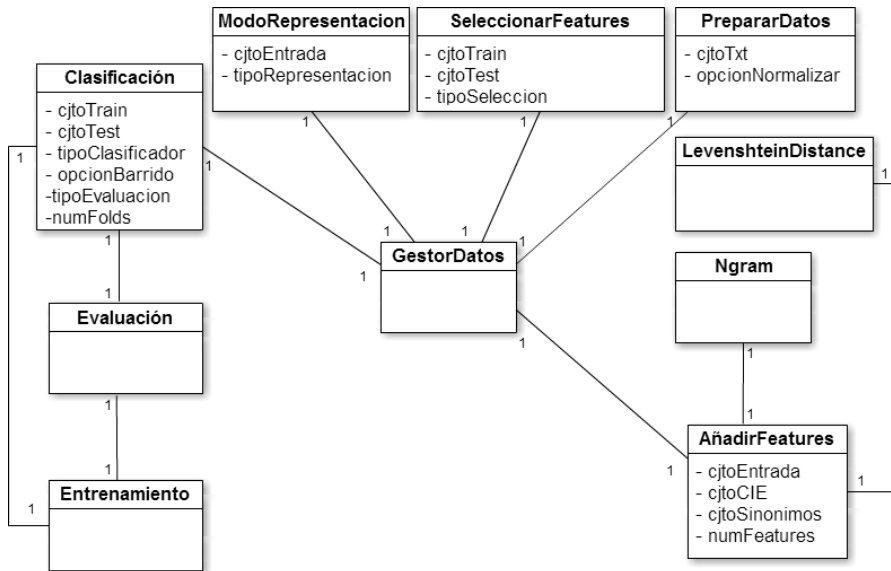 ModoRepresentacion
- cjtoEntrada
- tipoRepresentacion
SeleccionarFeatures
- cjtoTrain
- cjtoTest
- tipoSeleccion
PrepararDatos
- cjtoTxt
- opcionNormalizar
Clasificación
- cjtoTrain
- cjtoTest
- tipoClasificador
- opcionBarrido
-tipoEvaluacion
-numFolds
1
1
1
1
1
LevenshteinDistance
1
1
1
1
1
1
GestorDatos
1
Ngram
1
1
Evaluación
1
1
1
1
AñadirFeatures
- cjtoEntrada
- cjtoCIE
- cjtoSinonimos
- numFeatures
1
1
1
Entrenamiento
1